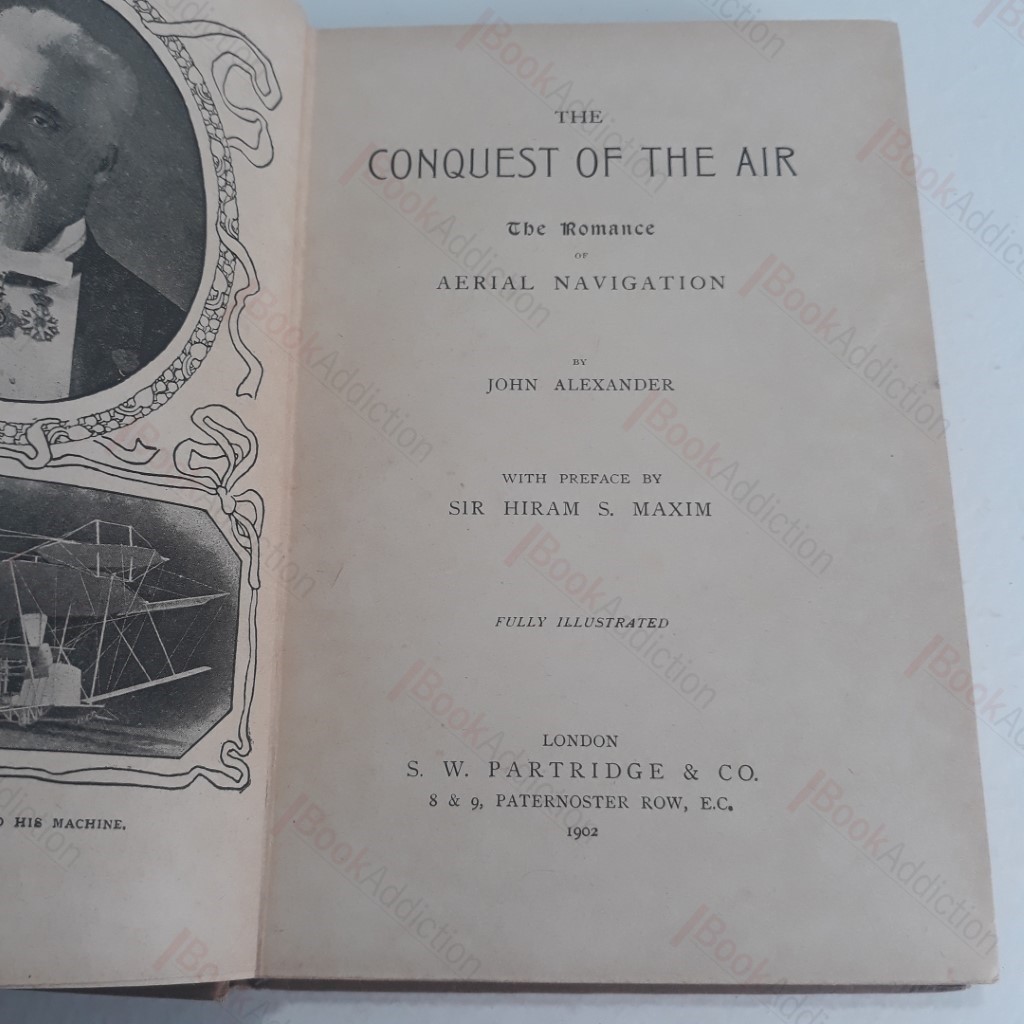 HIS MACHINE.
THE
CONQUEST OF THE AIR
The Romance
OF
AERIAL NAVIGATION
BY
JOHN ALEXANDER
WITH PREFACE BY
SIR HIRAM S. MAXIM
FULLY ILLUSTRATED
LONDON
S. W. PARTRIDGE & CO.
8 & 9, PATERNOSTER ROW, E.C.
1902
BookAddiction